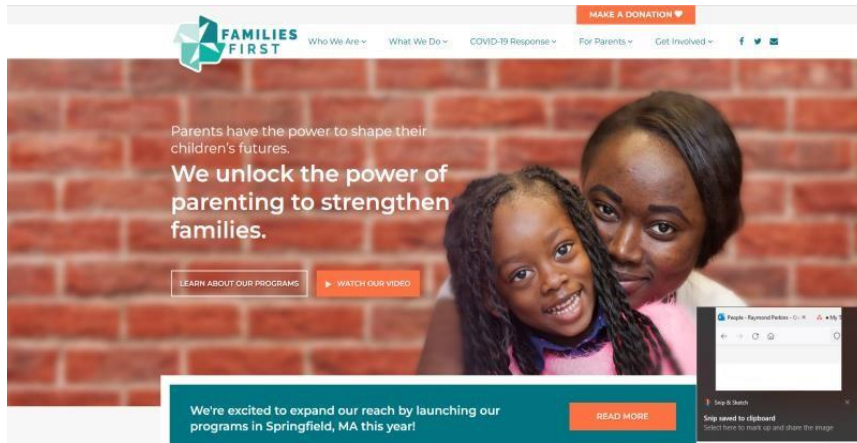 MAKE A DONATION
FAMILIES
FIRST
Who We Are
What We Do
COVID-19 Response
For Parents
Get Involved
Parents have the power to shape their
children's futures.
We unlock the power of
parenting to strengthen
families.
LEARN ABOUT OUR PROGRAMS
WATCH OUR VIDEO
We're excited to expand our reach by launching our
programs in Springfield, MA this year!
READ MORE
People - Raymond Perkins - O
My T
Snip & Sketch
Snip saved to clipboard
Select here to mark up and share the image